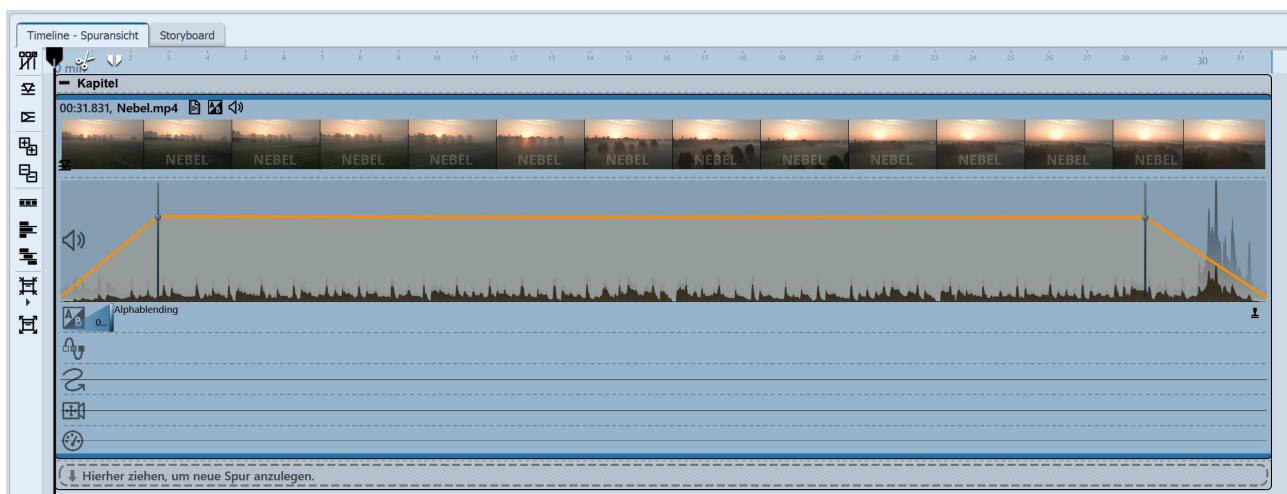 Timeline - Spuransicht Storyboard
0 min 2 3 4 5 6 7 8 9 10 11 12 13 14 15 16 17 18 19 20 21 22 23 24 25 26 27 28 29 30 31
Kapitel
00:31.831, Nebel.mp4
NEBEL NEBEL NEBEL NEBEL NEBEL NEBEL NEBEL NEBEL NEBEL NEBEL NEBEL NEBEL
A B 0... Alphablending
Hierher ziehen, um neue Spur anzulegen.